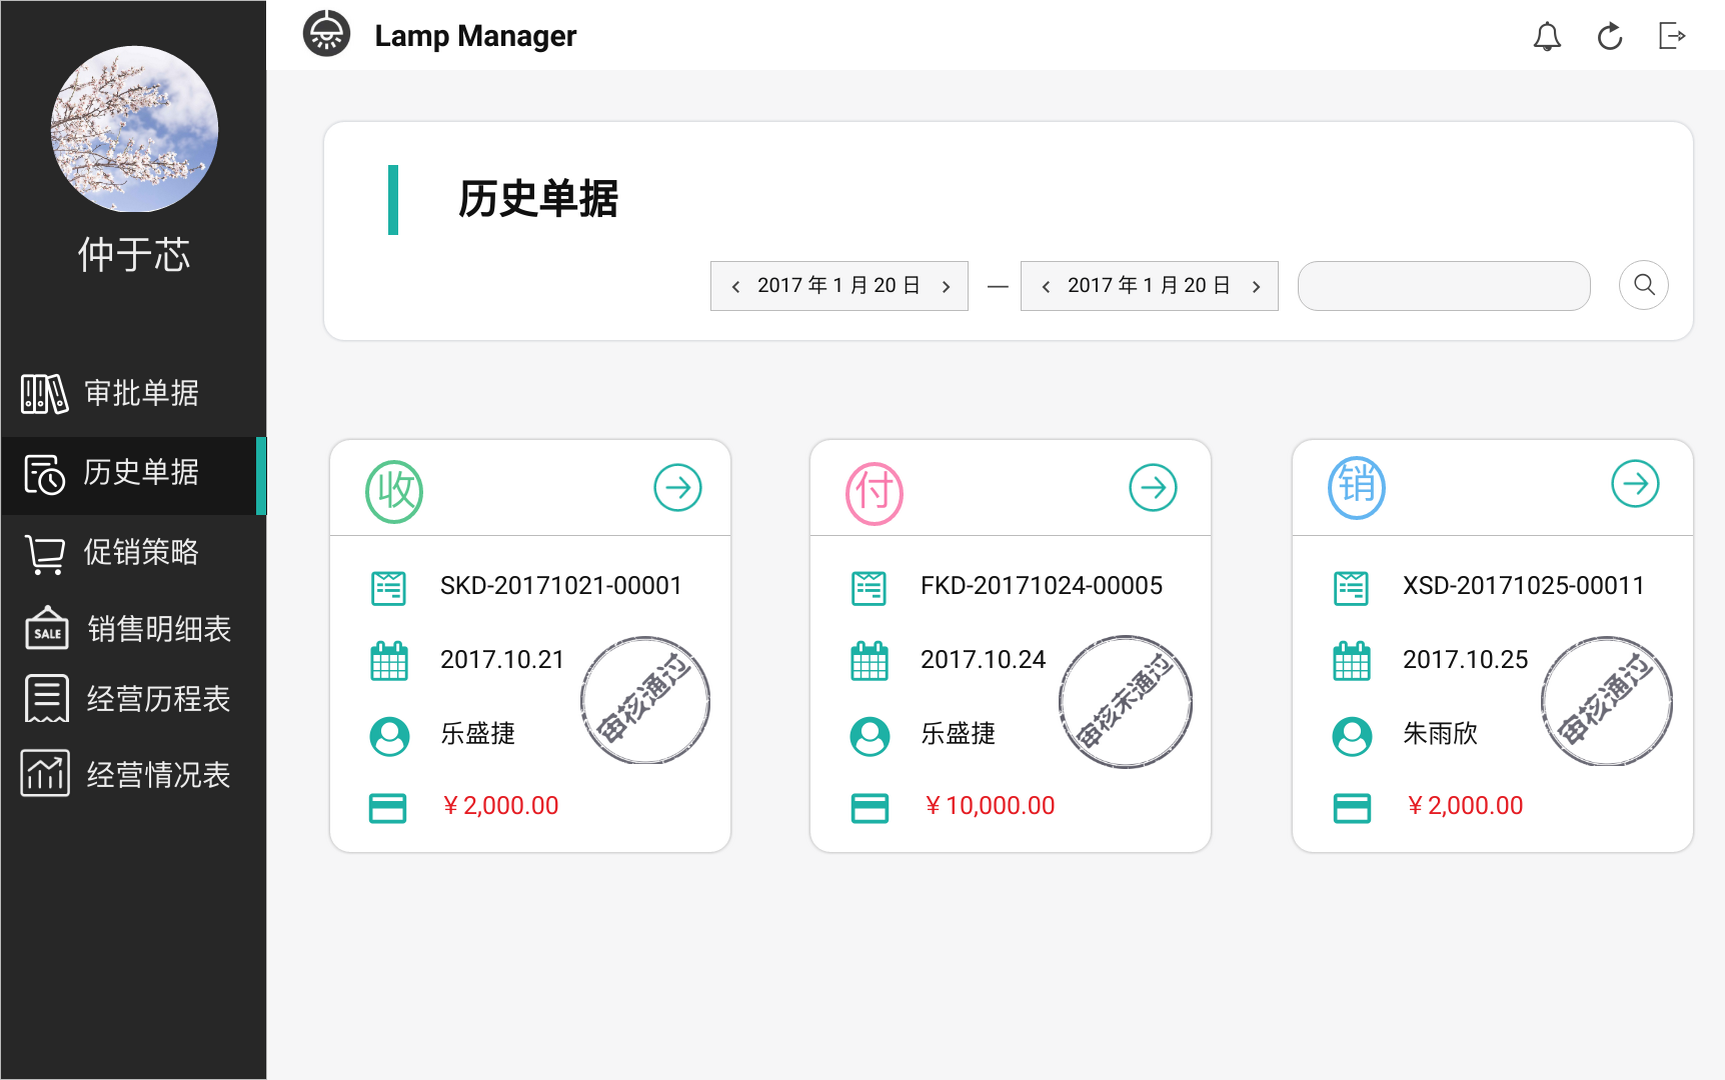 Lamp Manager
仲于芯
审批单据
历史单据
促销策略
SALE
销售明细表
经营历程表
经营情况表
历史单据
2017 年 1 月 20 日
—
2017 年 1 月 20 日
收
SKD-20171021-00001
2017.10.21
审核通过
乐盛捷
¥ 2,000.00
付
FKD-20171024-00005
2017.10.24
审核未通过
乐盛捷
¥ 10,000.00
销
XSD-20171025-00011
2017.10.25
审核通过
朱雨欣
¥ 2,000.00